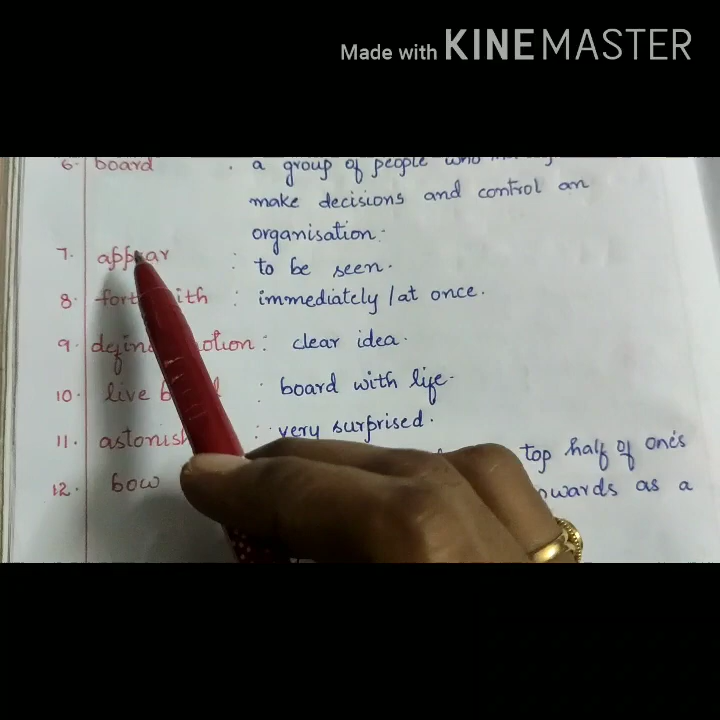 Made with KINEMASTER
6. board . a group of people who
make decisions and control an
organisation.
7. appear : to be seen.
8. : immediately / at once.
9. : clear idea.
10. live : board with life.
11. : very surprised.
12. bow top half of one's
as a